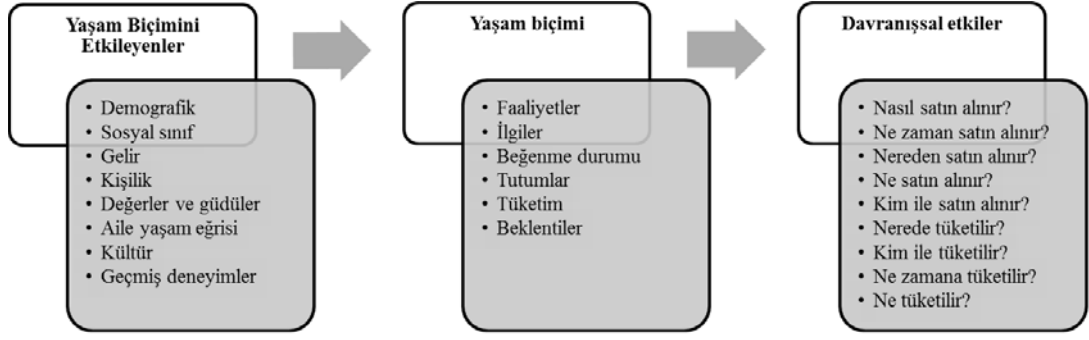 Yaşam Biçimini
Etkileyenler
• Demografik
• Sosyal sınıf
• Gelir
• Kişilik
• Değerler ve güdüler
• Aile yaşam eğrisi
• Kültür
• Geçmiş deneyimler
Yaşam biçimi
• Faaliyetler
• İlgiler
• Beğenme durumu
• Tutumlar
• Tüketim
• Beklentiler
Davranışsal etkiler
• Nasıl satın alınır?
• Ne zaman satın alınır?
• Nereden satın alınır?
• Ne satın alınır?
• Kim ile satın alınır?
• Nerede tüketilir?
• Kim ile tüketilir?
• Ne zamana tüketilir?
• Ne tüketilir?